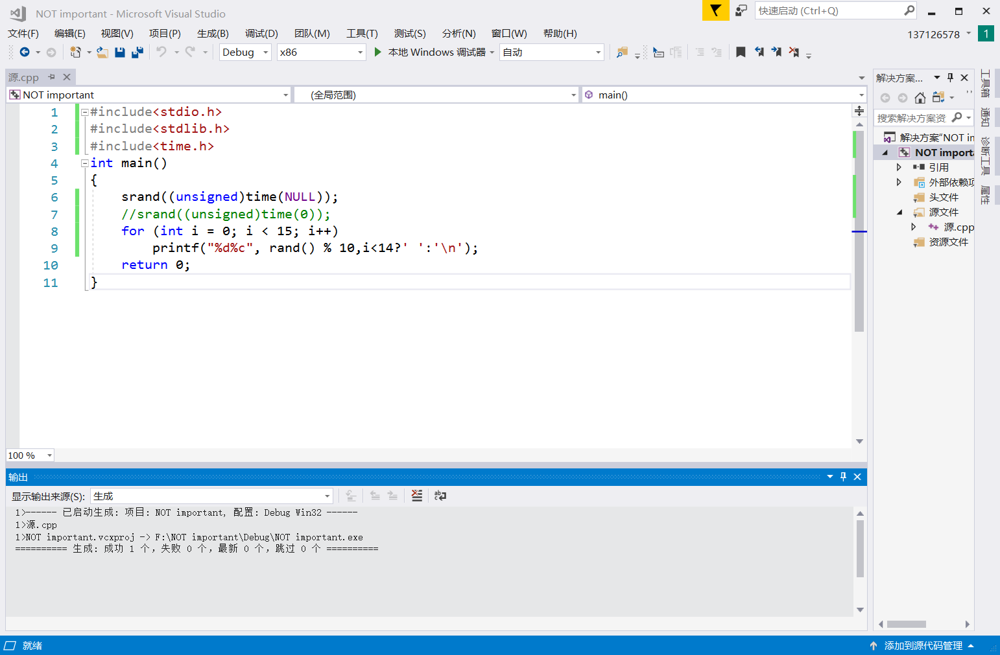 NOT important - Microsoft Visual Studio
快速启动 (Ctrl+Q)
文件(F) 编辑(E) 视图(V) 项目(P) 生成(B) 调试(D) 团队(M) 工具(T) 测试(S) 分析(N) 窗口(W) 帮助(H)
137126578 1
Debug x86 本地 Windows 调试器 自动
源.cpp
NOT important (全局范围) main()
1 #include<stdio.h>
2 #include<stdlib.h>
3 #include<time.h>
4 int main()
5 {
6 srand((unsigned)time(NULL));
7 //srand((unsigned)time(0));
8 for (int i = 0; i < 15; i++)
9 printf("%d%c", rand() % 10,i<14?' ':'\n');
10 return 0;
11 }
100 %
输出
显示输出来源(S): 生成
1>------ 已启动生成: 项目: NOT important, 配置: Debug Win32 ------
1>源.cpp
1>NOT important.vcxproj -> F:\NOT important\Debug\NOT important.exe
========== 生成: 成功 1 个，失败 0 个，最新 0 个，跳过 0 个 ==========
解决方案...
搜索解决方案资
解决方案"NOT in
NOT importa
引用
外部依赖项
头文件
源文件
源.cpp
资源文件
工具箱
通知
诊断工具
属性
就绪
添加到源代码管理